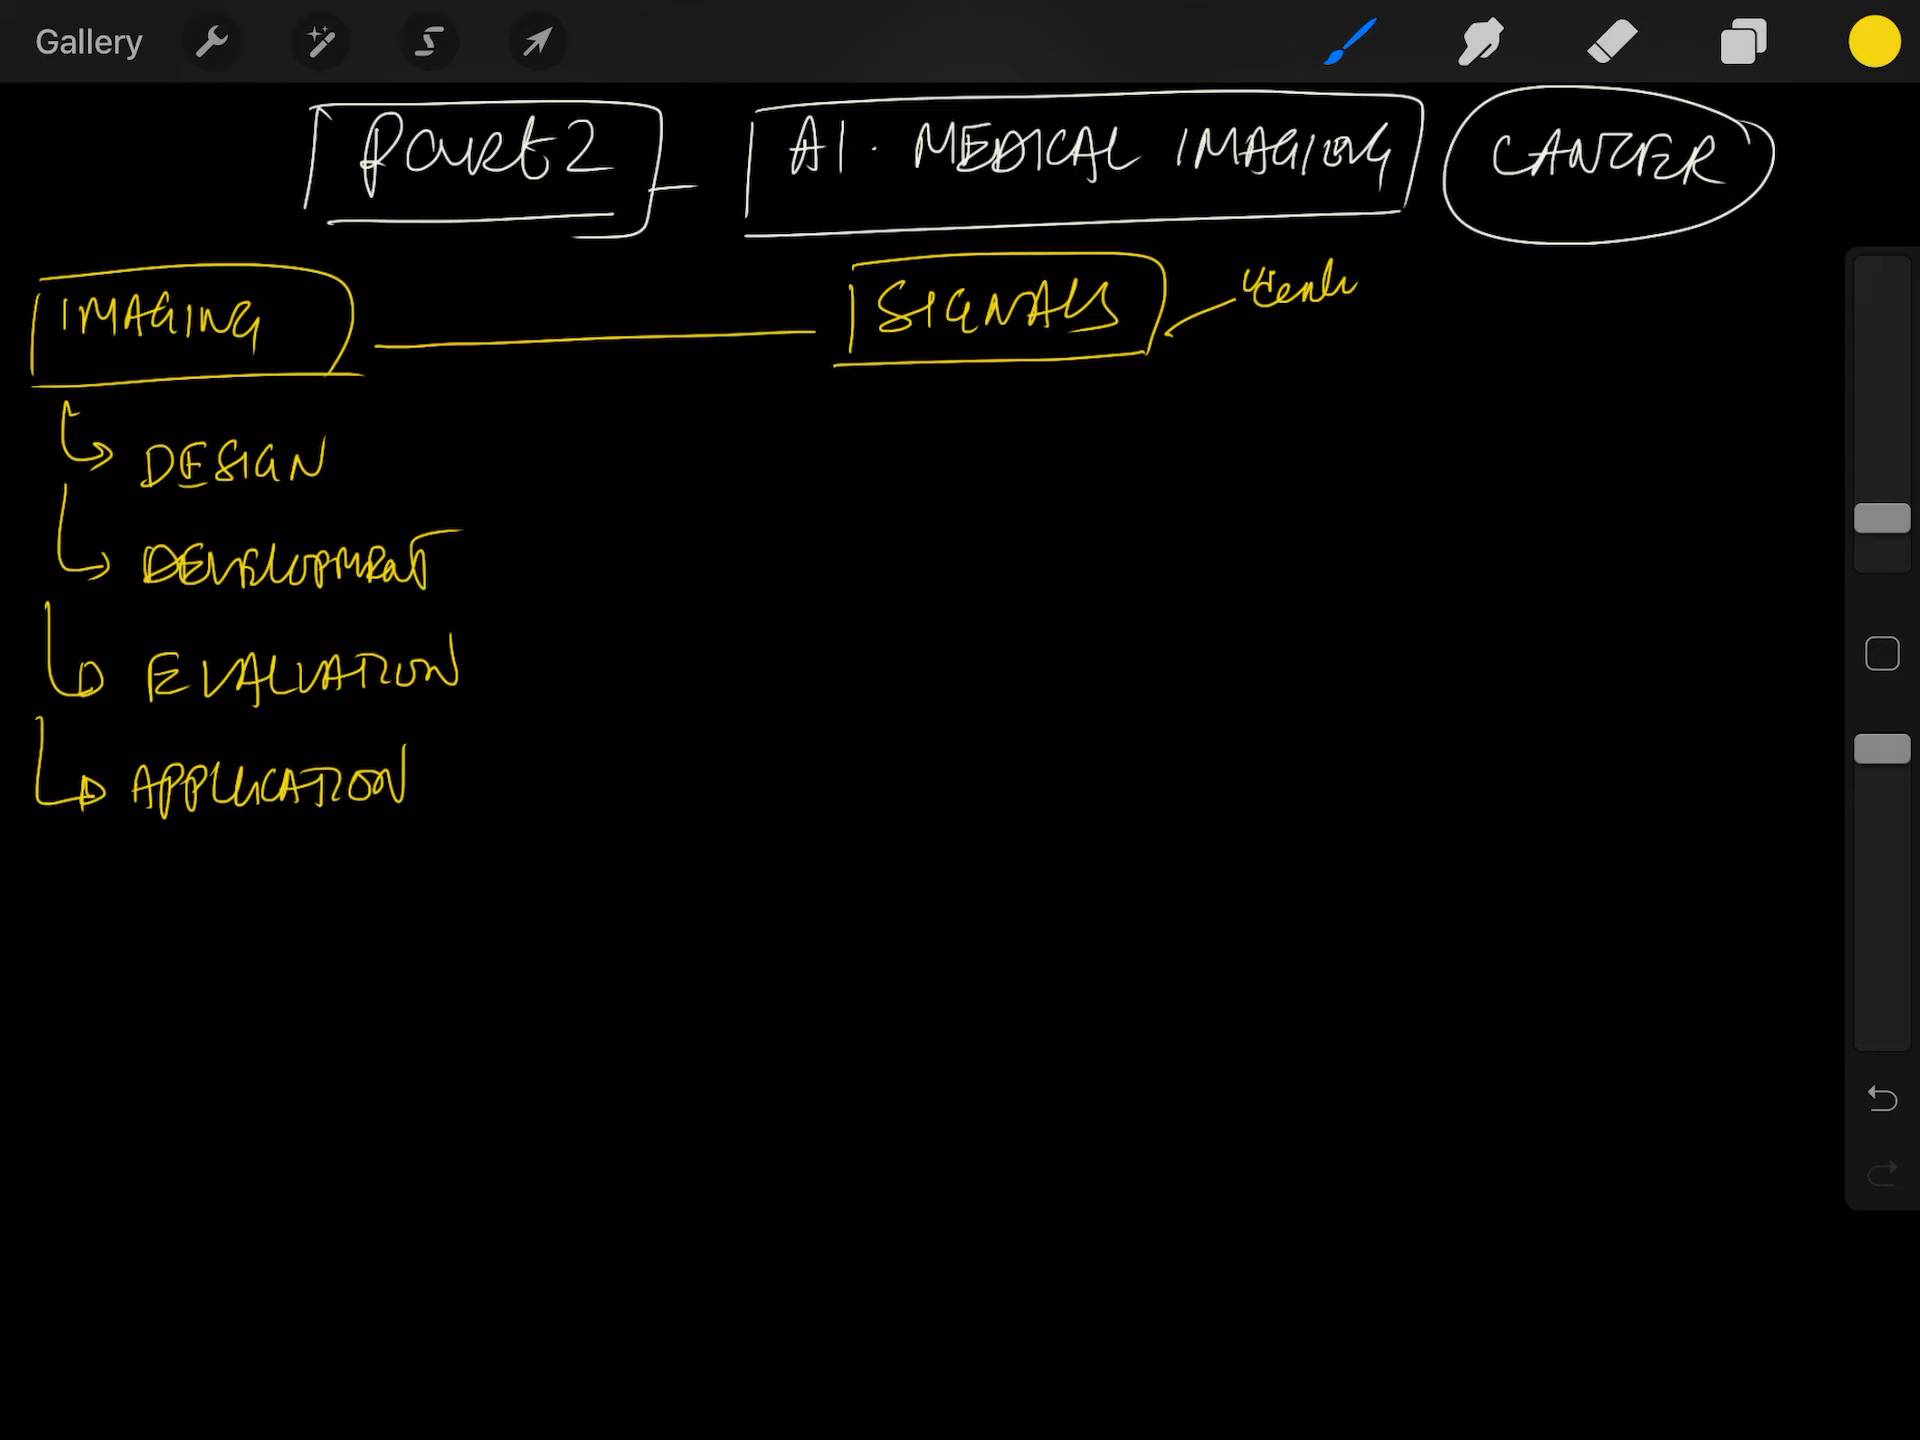 Gallery
Part 2 - AI. MEDICAL IMAGING CANCER
IMAGING SIGNALS
DESIGN
DEVELOPMENT
EVALUATION
APPLICATION